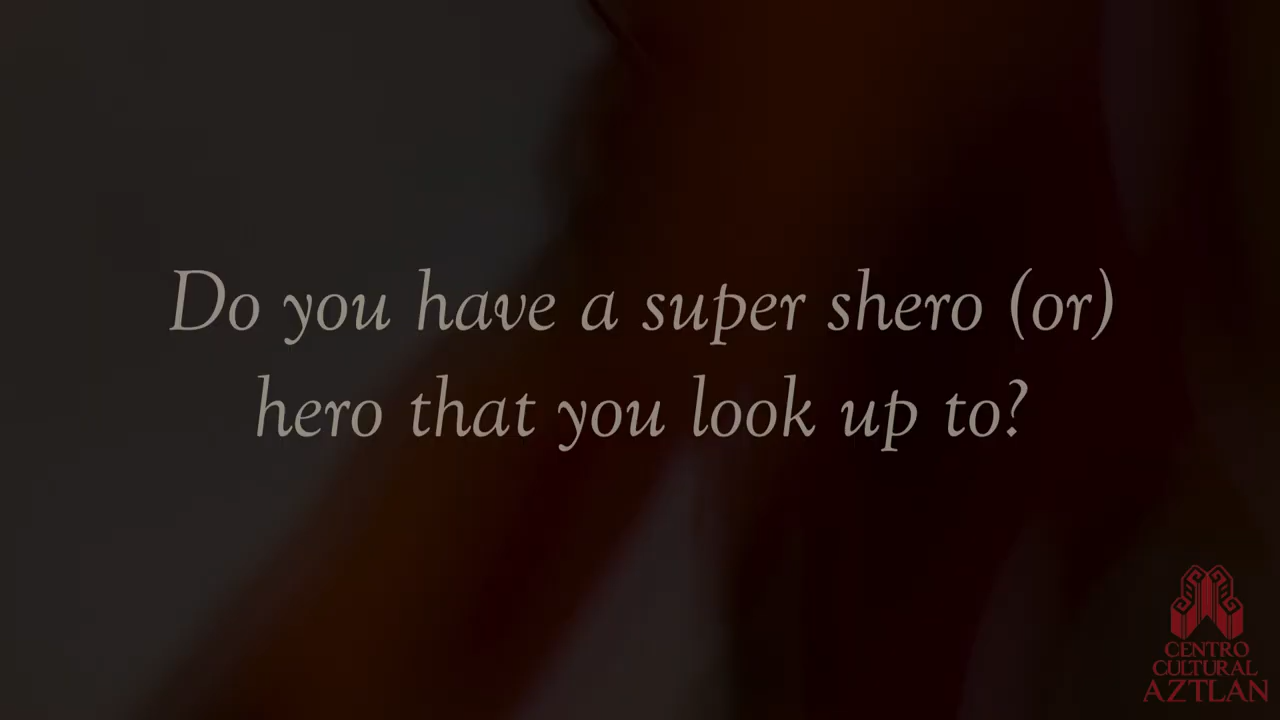 Do you have a super shero (or)
hero that you look up to?
CENTRO
CULTURAL
AZTLAN